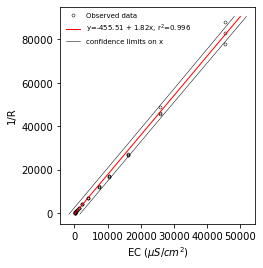 Observed data
y=-455.51 + 1.82x, r²=0.996
confidence limits on x
80000
60000
40000
20000
0
1/R
0 10000 20000 30000 40000 50000
EC (μS/cm²)